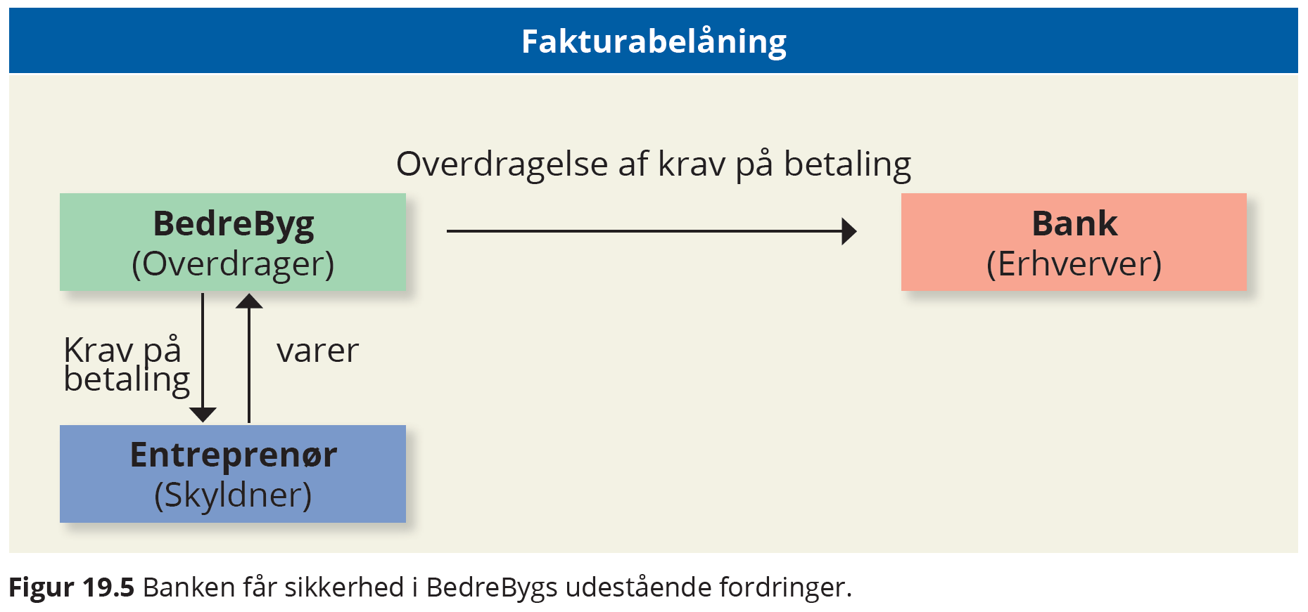 Fakturabelåning
Overdragelse af krav på betaling
BedreByg
(Overdrager)
Bank
(Erhverver)
Krav på
betaling
varer
Entreprenør
(Skyldner)
Figur 19.5 Banken får sikkerhed i BedreBygs udestående fordringer.